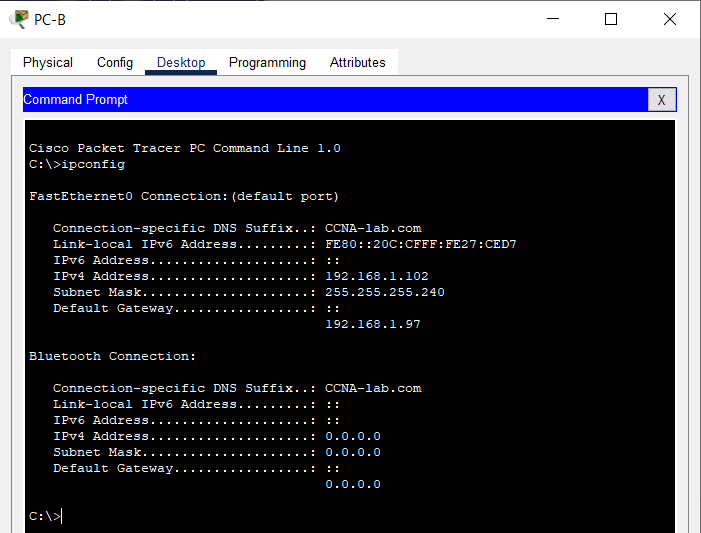 PC-B
Physical Config Desktop Programming Attributes
Command Prompt X
Cisco Packet Tracer PC Command Line 1.0
C:\>ipconfig
FastEthernet0 Connection:(default port)
Connection-specific DNS Suffix..: CCNA-lab.com
Link-local IPv6 Address.........: FE80::20C:CFFF:FE27:CED7
IPv6 Address....................: ::
IPv4 Address....................: 192.168.1.102
Subnet Mask.....................: 255.255.255.240
Default Gateway.................: ::
192.168.1.97
Bluetooth Connection:
Connection-specific DNS Suffix..: CCNA-lab.com
Link-local IPv6 Address.........: ::
IPv6 Address....................: ::
IPv4 Address....................: 0.0.0.0
Subnet Mask.....................: 0.0.0.0
Default Gateway.................: ::
0.0.0.0
C:\>